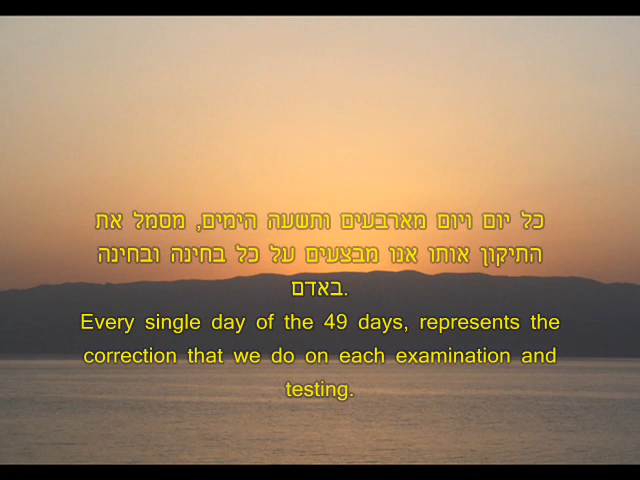 כל יום ויום מארבעים ותשעה הימים, מסמל את
התיקון אותו אנו מבצעים על כל בחינה ובחינה
באדם.
Every single day of the 49 days, represents the
correction that we do on each examination and
testing.